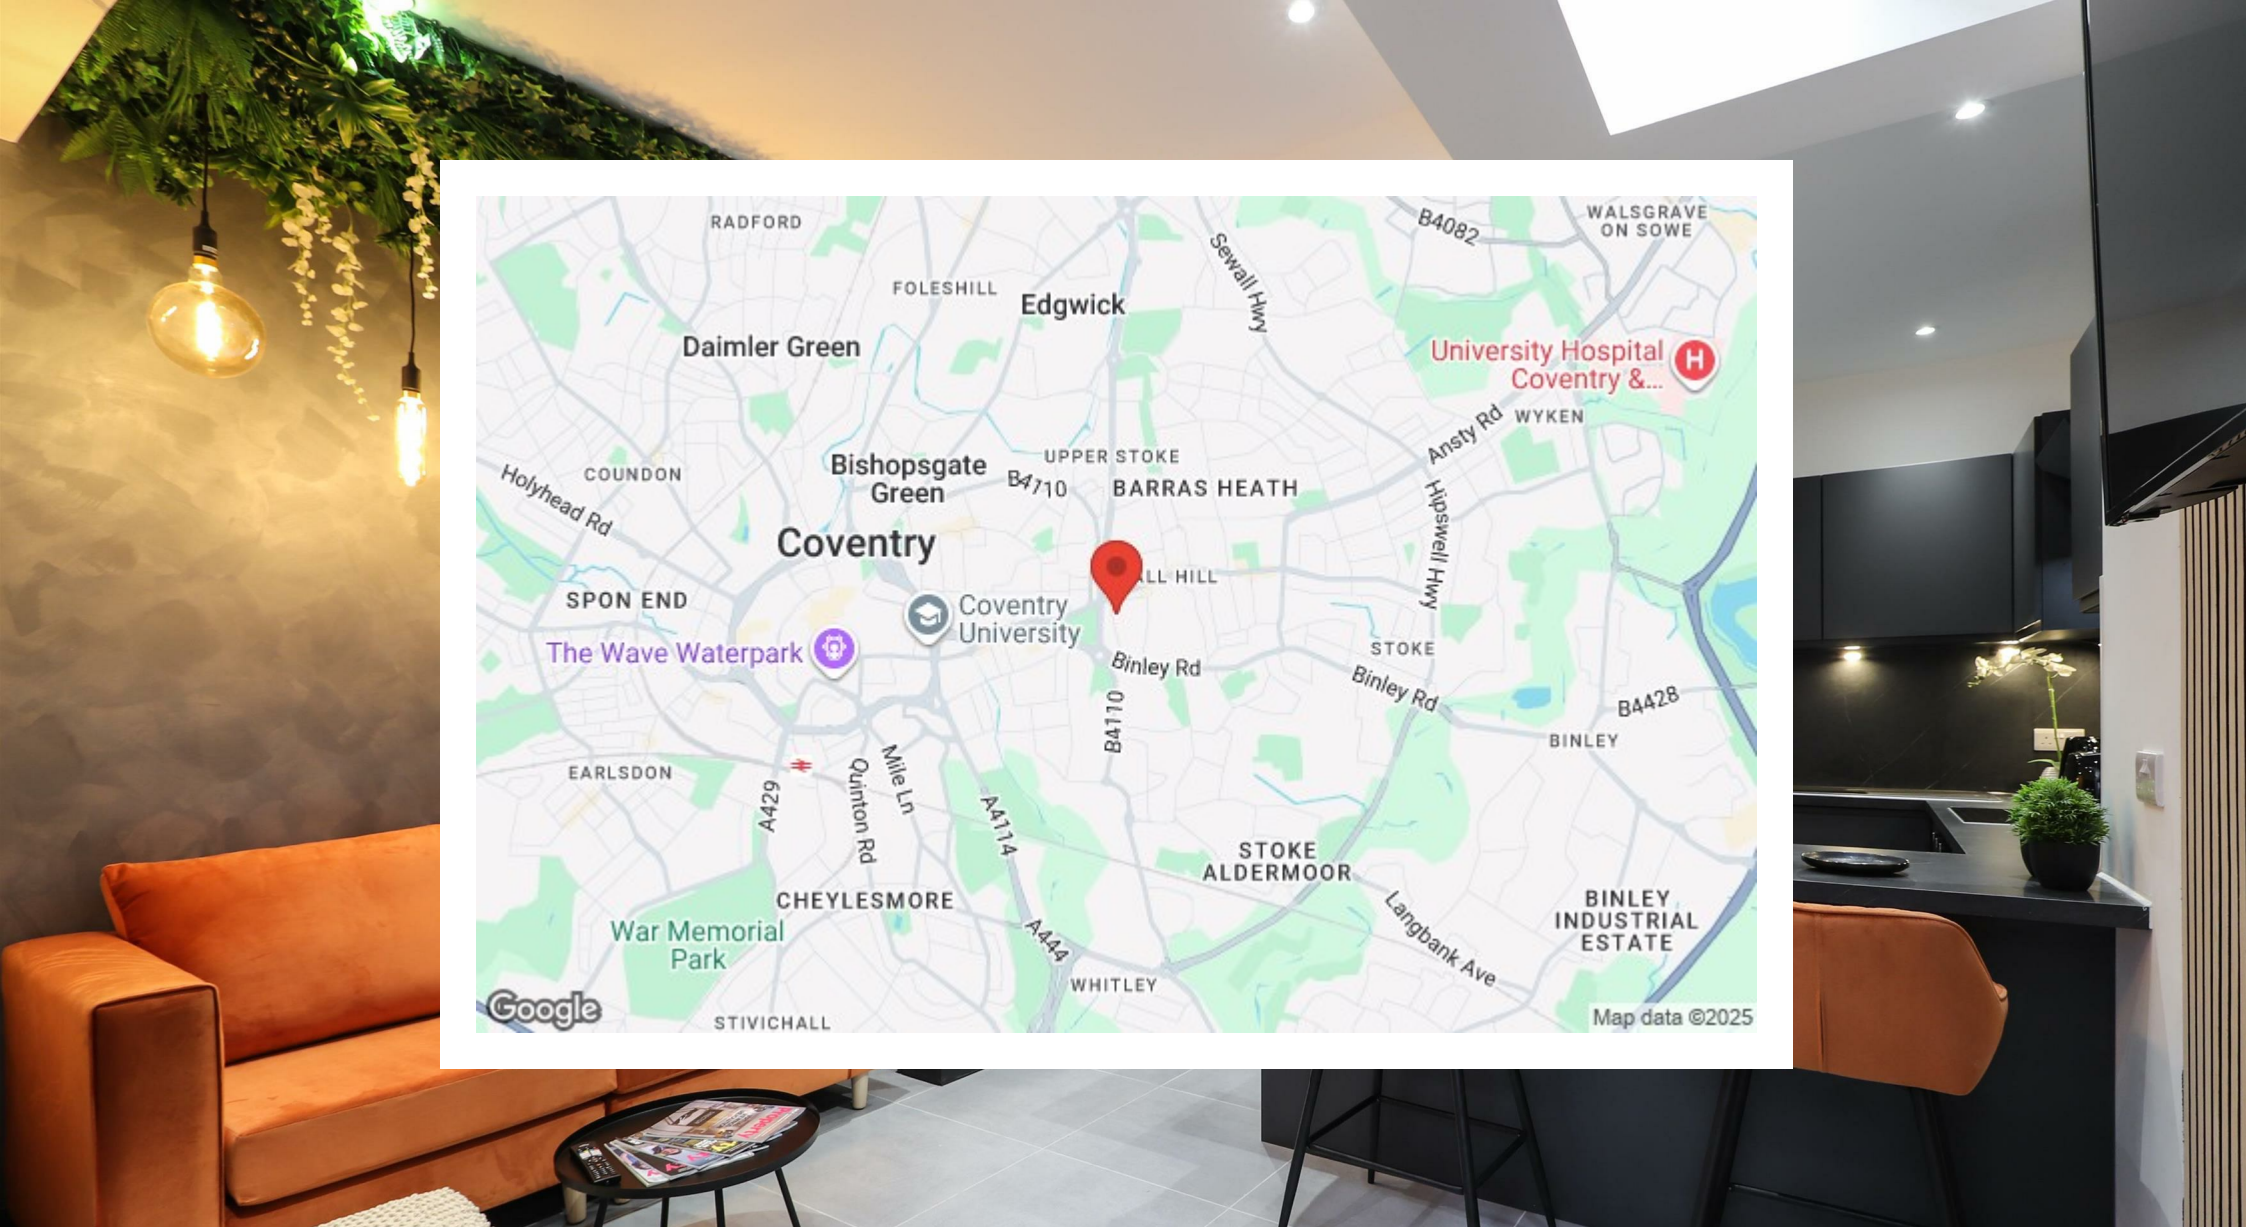 RADFORD
B4082
WALSGRAVE
ON SOWE
Sewall Hwy
FOLESHILL
Edgwick
Daimler Green
University Hospital
Coventry &...
H
Ansty Rd
WYKEN
UPPER STOKE
Bishopsgate
Green
COUNDON
Holyhead Rd
B4110
BARRAS HEATH
Hipswell Hwy
Coventry
LL HILL
SPON END
Coventry
University
The Wave Waterpark
Binley Rd
STOKE
Binley Rd
B4428
B4110
BINLEY
EARLSDON
A429
Quinton Rd
Mile Ln
A4114
STOKE
ALDERMOOR
CHEYLESMORE
Langbank Ave
BINLEY
INDUSTRIAL
ESTATE
War Memorial
Park
A444
WHITLEY
Google
STIVICHALL
Map data ©2025
Property